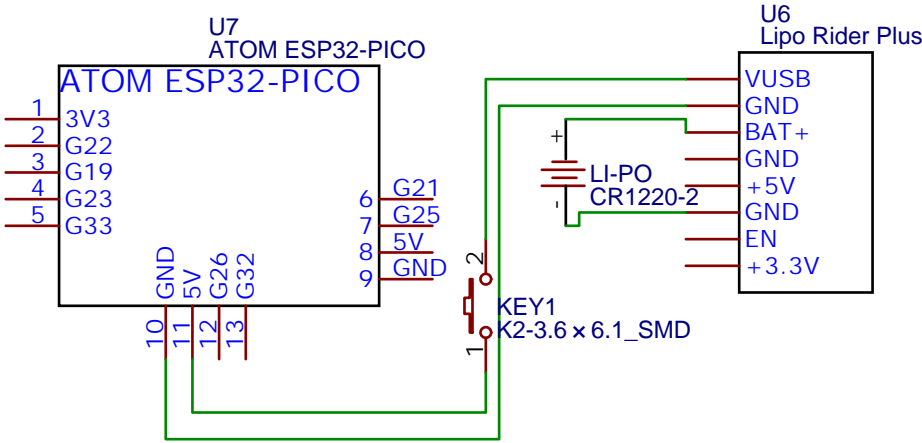 U7
ATOM ESP32-PICO
ATOM ESP32-PICO
1 3V3
2 G22
3 G19
4 G23
5 G33
6 G21
7 G25
8 5V
9 GND
GND 10
5V 11
G26 12
G32 13
U6
Lipo Rider Plus
VUSB
GND
BAT+
GND
+5V
GND
EN
+3.3V
+
LI-PO
CR1220-2
-
2
KEY1
K2-3.6×6.1_SMD
1